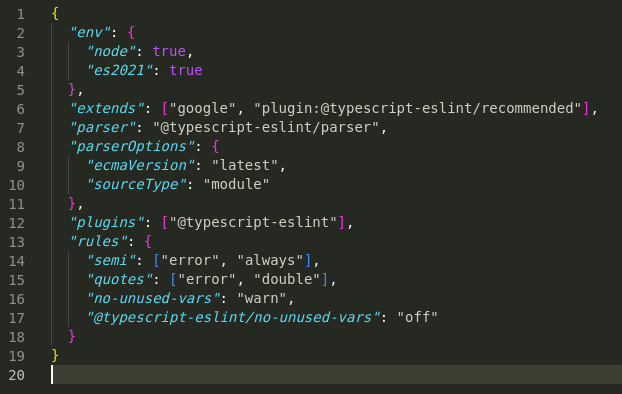 1 {
2   "env": {
3     "node": true,
4     "es2021": true
5   },
6   "extends": ["google", "plugin:@typescript-eslint/recommended"],
7   "parser": "@typescript-eslint/parser",
8   "parserOptions": {
9     "ecmaVersion": "latest",
10     "sourceType": "module"
11   },
12   "plugins": ["@typescript-eslint"],
13   "rules": {
14     "semi": ["error", "always"],
15     "quotes": ["error", "double"],
16     "no-unused-vars": "warn",
17     "@typescript-eslint/no-unused-vars": "off"
18   }
19 }
20